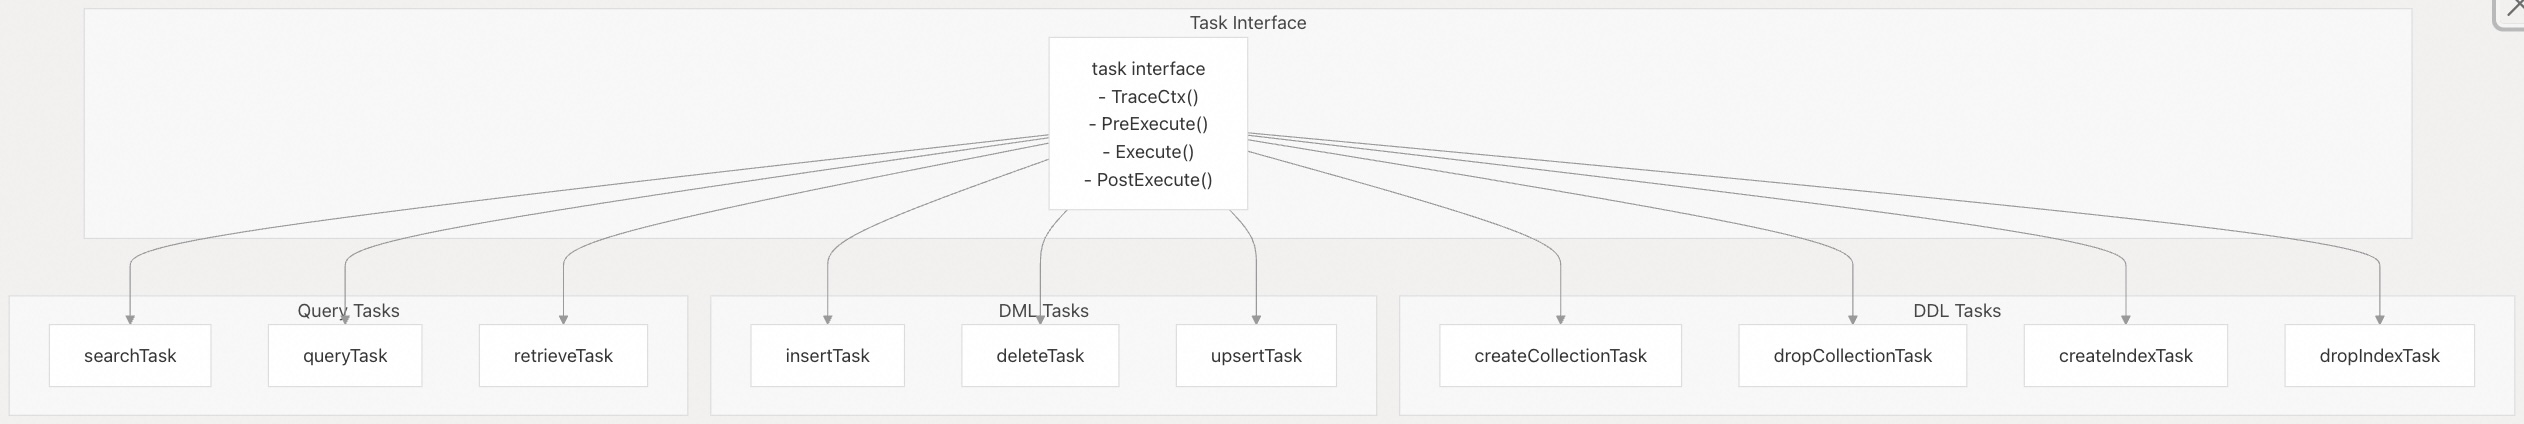 Task Interface
task interface
- TraceCtx()
- PreExecute()
- Execute()
- PostExecute()
Query Tasks
searchTask
queryTask
retrieveTask
DML Tasks
insertTask
deleteTask
upsertTask
DDL Tasks
createCollectionTask
dropCollectionTask
createIndexTask
dropIndexTask